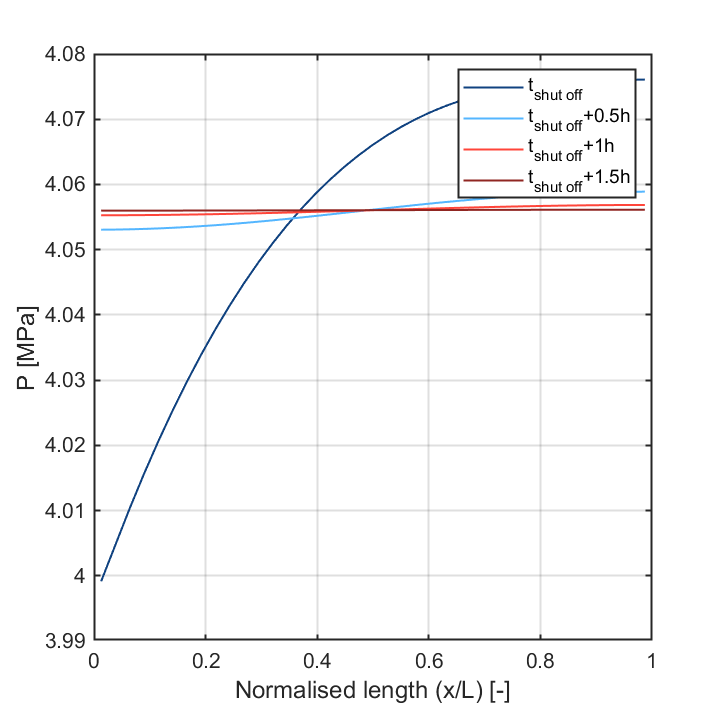 4.08
4.07
4.06
4.05
4.04
4.03
4.02
4.01
4
3.99
P [MPa]
t_shut off
t_shut off+0.5h
t_shut off+1h
t_shut off+1.5h
0 0.2 0.4 0.6 0.8 1
Normalised length (x/L) [-]